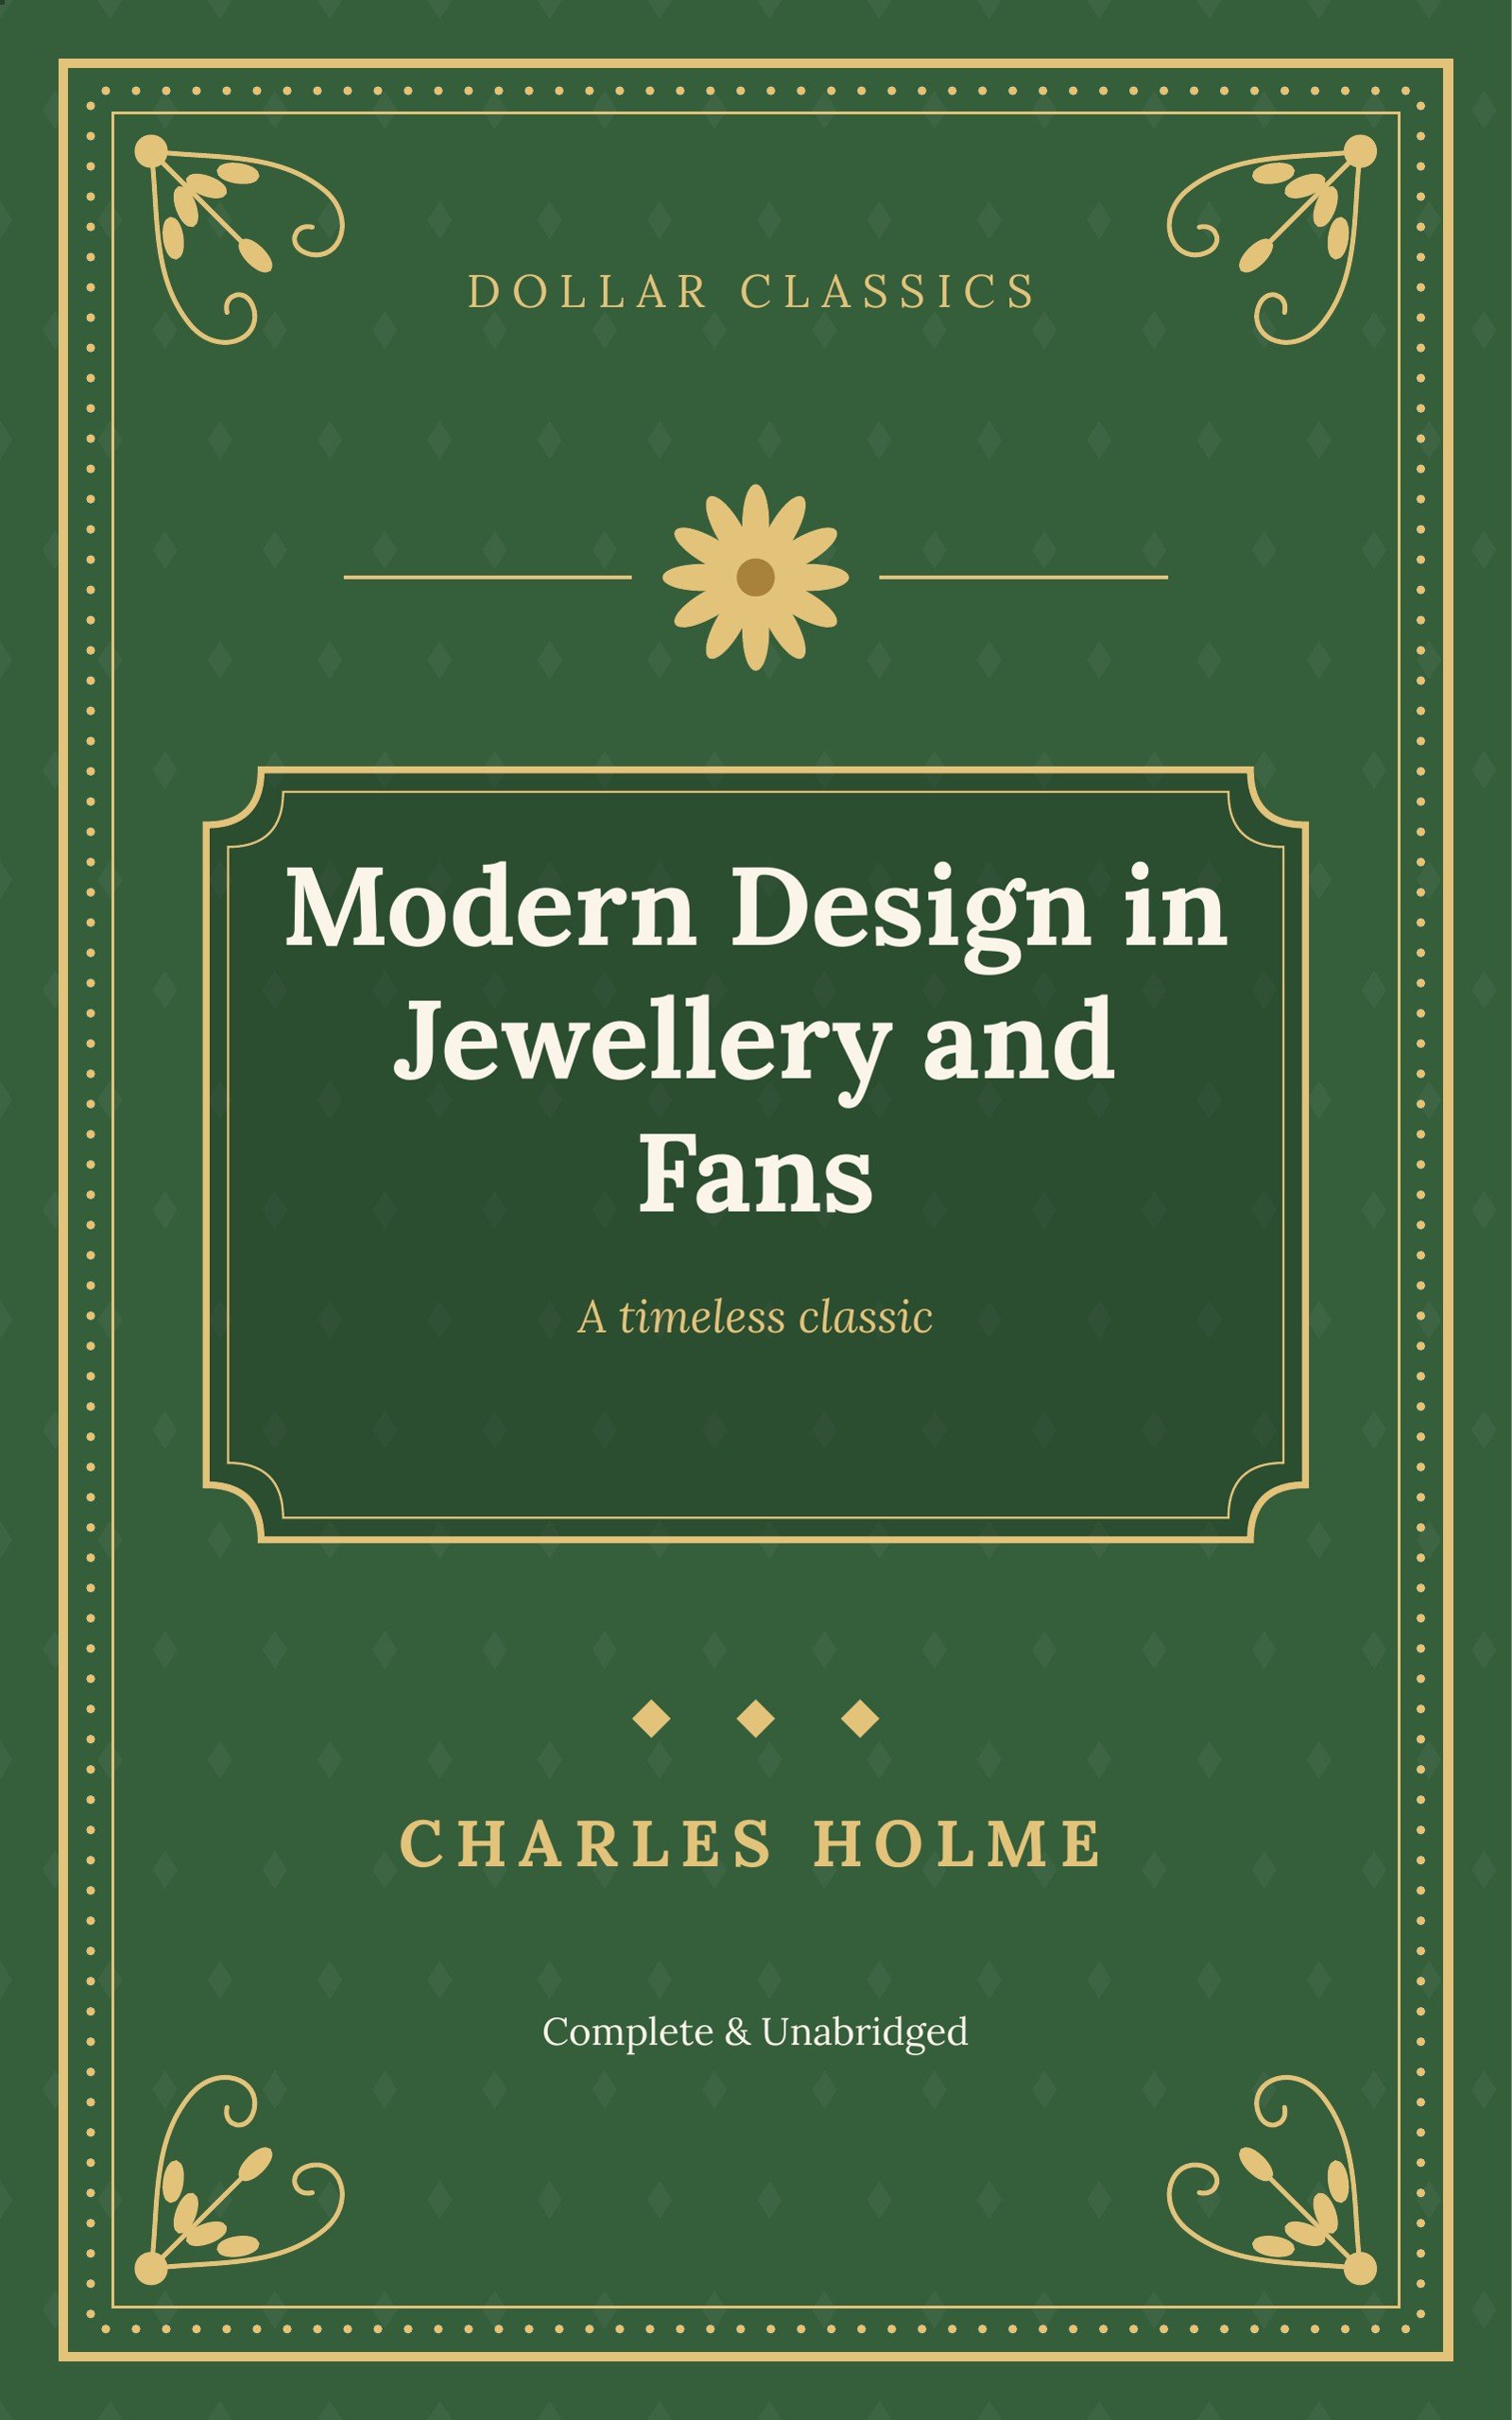 DOLLAR CLASSICS
Modern Design in
Jewellery and
Fans
A timeless classic
CHARLES HOLME
Complete & Unabridged